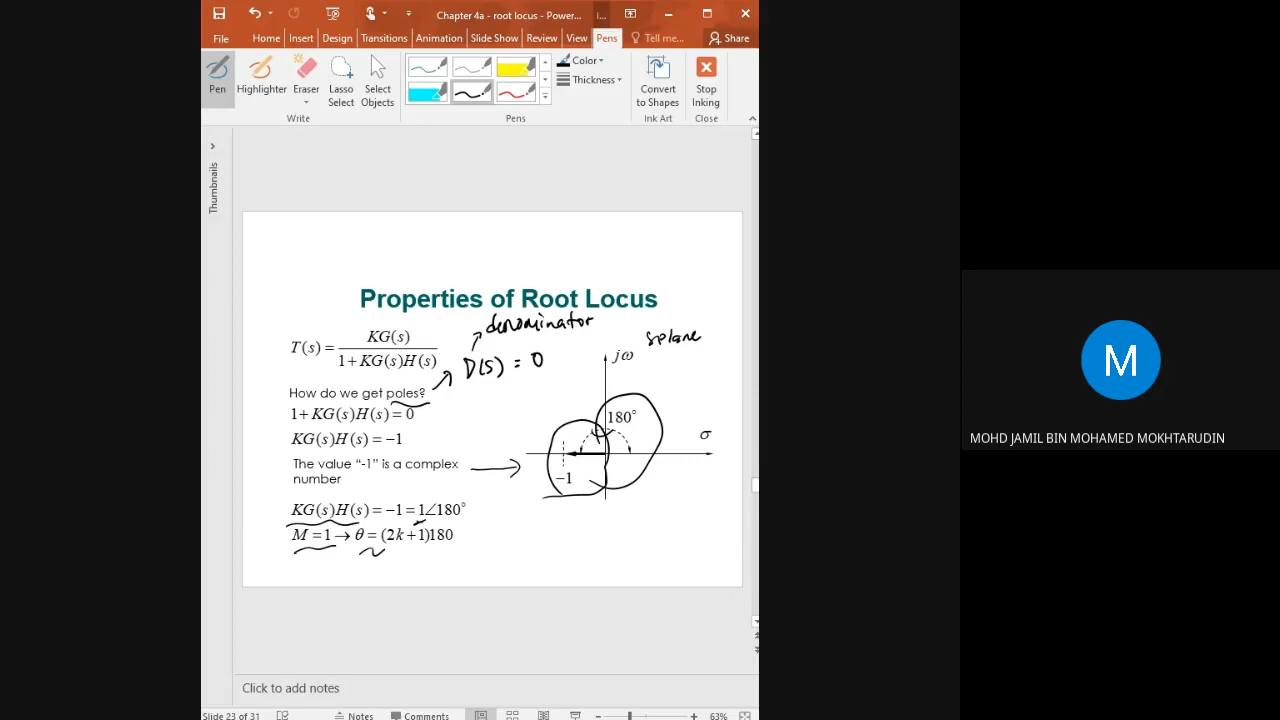 Chapter 4a - root locus - Power...
I...
File
Home
Insert
Design
Transitions
Animation
Slide Show
Review
View
Pens
Tell me...
Share
Pen
Highlighter
Eraser
Lasso
Select
Select
Objects
Color
Thickness
Convert
to Shapes
Stop
Inking
Write
Pens
Ink Art
Close
Thumbnails
Properties of Root Locus
denominator
T(s) = KG(s) / 1+KG(s)H(s)
D(s) = 0
splane
jω
How do we get poles?
1+KG(s)H(s) = 0
180°
σ
KG(s)H(s) = −1
The value "-1" is a complex
number
−1
KG(s)H(s) = −1 = 1∠180°
M = 1 → θ = (2k+1)180
M
MOHD JAMIL BIN MOHAMED MOKHTARUDIN
Click to add notes
Slide 23 of 31
Notes
Comments
63%